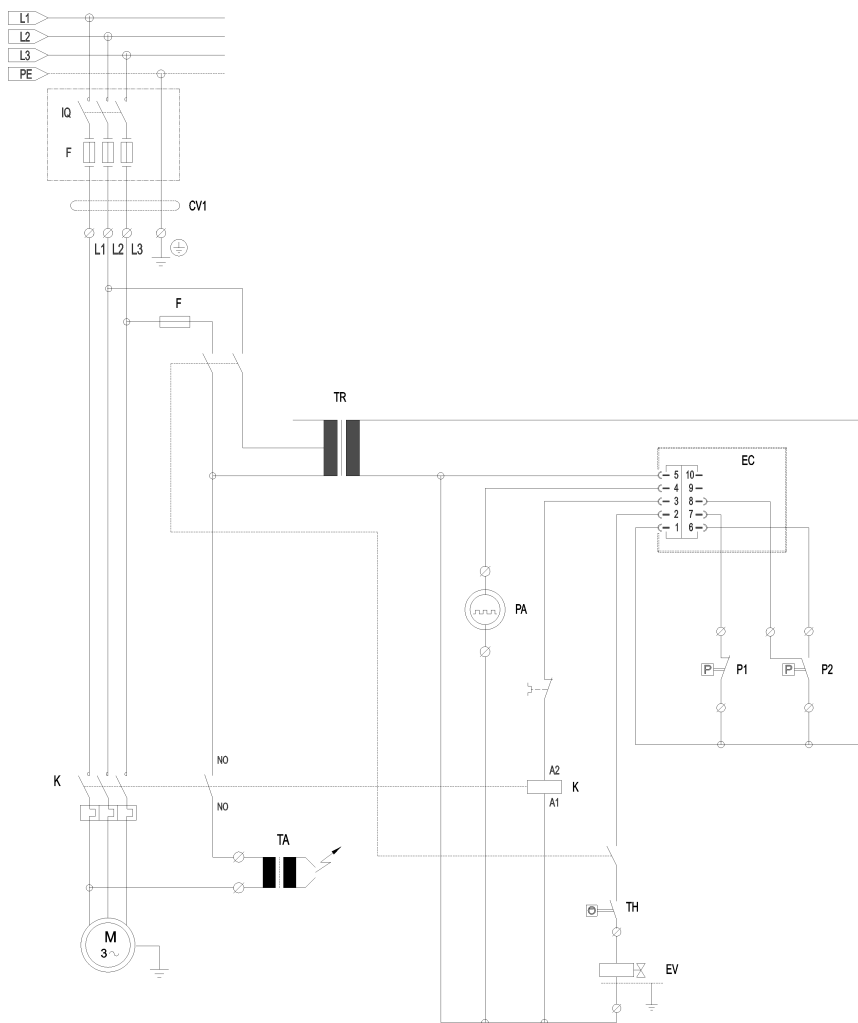 L1
L2
L3
PE
IQ
F
CV1
L1 L2 L3
F
TR
EC
5 10
4 9
3 8
2 7
1 6
PA
P P1
P P2
NO
K
A2
K
NO
A1
TA
TH
M
3~
EV